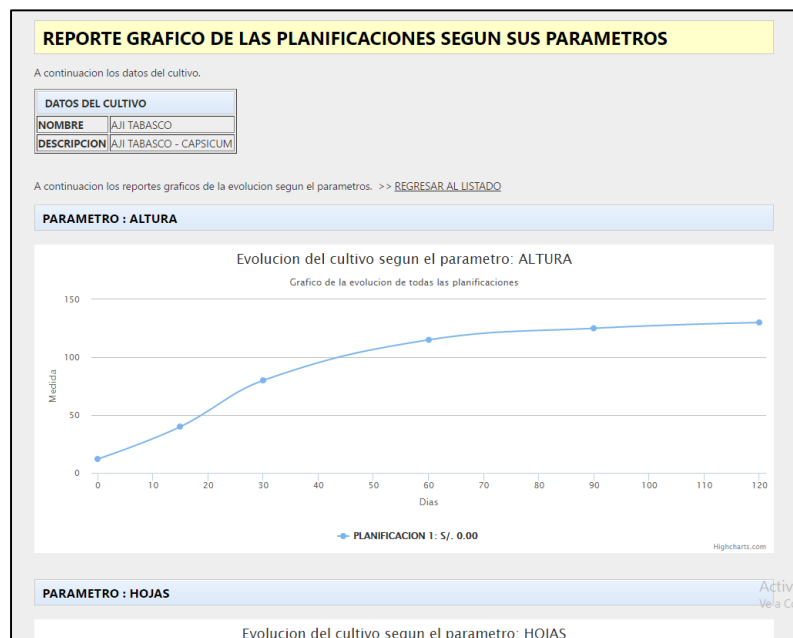 REPORTE GRAFICO DE LAS PLANIFICACIONES SEGUN SUS PARAMETROS
A continuacion los datos del cultivo.
DATOS DEL CULTIVO
NOMBRE AJI TABASCO
DESCRIPCION AJI TABASCO - CAPSICUM
A continuacion los reportes graficos de la evolucion segun el parametros. >> REGRESAR AL LISTADO
PARAMETRO : ALTURA
Evolucion del cultivo segun el parametro: ALTURA
Grafico de la evolucion de todas las planificaciones
150
100
50
0
Medida
0 10 20 30 40 50 60 70 80 90 100 110 120
Dias
PLANIFICACION 1: S/. 0.00
Highcharts.com
PARAMETRO : HOJAS
Activ
Ve a Co
Evolucion del cultivo segun el parametro: HOJAS